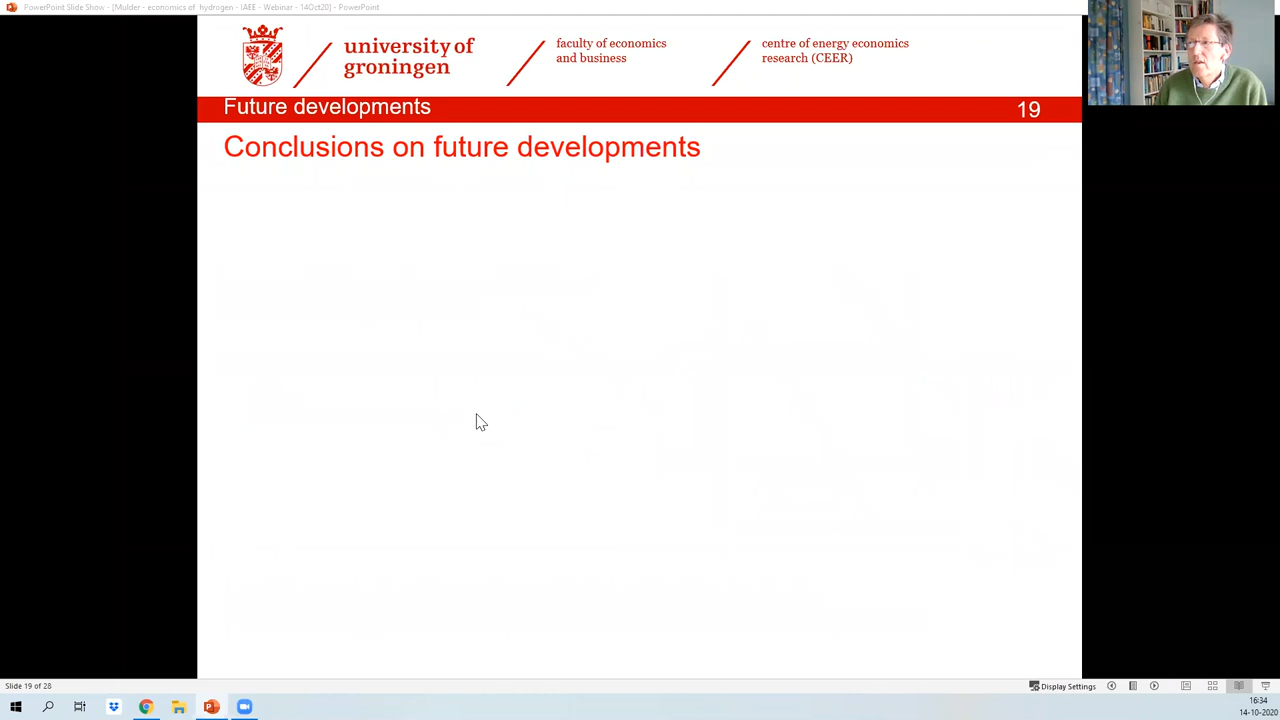 PowerPoint Slide Show - [Mulder - economics of hydrogen - IAEE - Webinar - 14Oct20] - PowerPoint
university of
groningen
faculty of economics
and business
centre of energy economics
research (CEER)
Future developments
19
Conclusions on future developments
Slide 19 of 28
Display Settings
16:34
14-10-2020